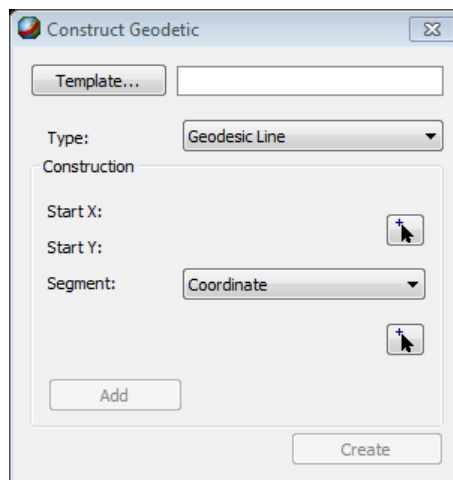 Construct Geodetic
Template...
Type: Geodesic Line
Construction
Start X:
Start Y:
Segment: Coordinate
Add
Create